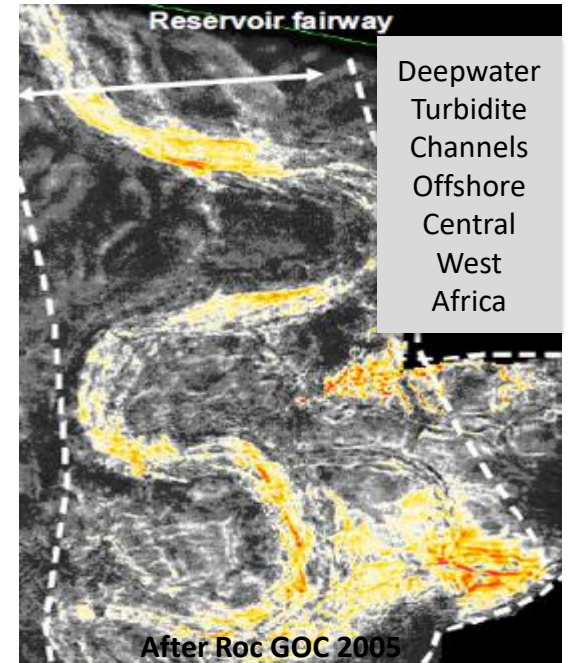 Reservoir fairway
Deepwater
Turbidite
Channels
Offshore
Central
West
Africa
After Roc GOC 2005